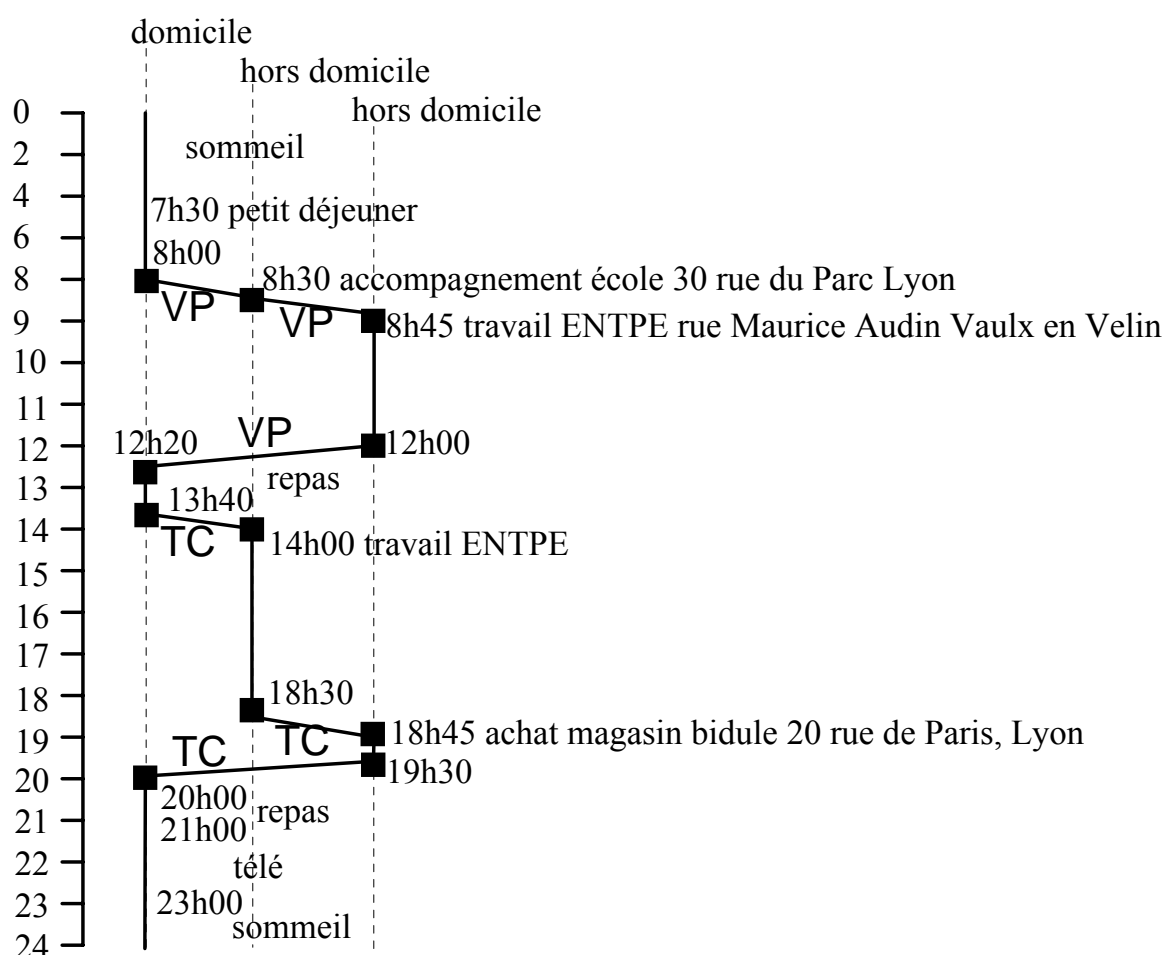 domicile
hors domicile
hors domicile
0
sommeil
2
4
7h30 petit déjeuner
6
8h00
8
8h30 accompagnement école 30 rue du Parc Lyon
VP
VP
9
8h45 travail ENTPE rue Maurice Audin Vaulx en Velin
10
11
VP
12h20
12h00
12
repas
13
13h40
14
TC
14h00 travail ENTPE
15
16
17
18
18h30
19
18h45 achat magasin bidule 20 rue de Paris, Lyon
TC
TC
20
19h30
20h00
repas
21
21h00
22
télé
23
23h00
sommeil
24